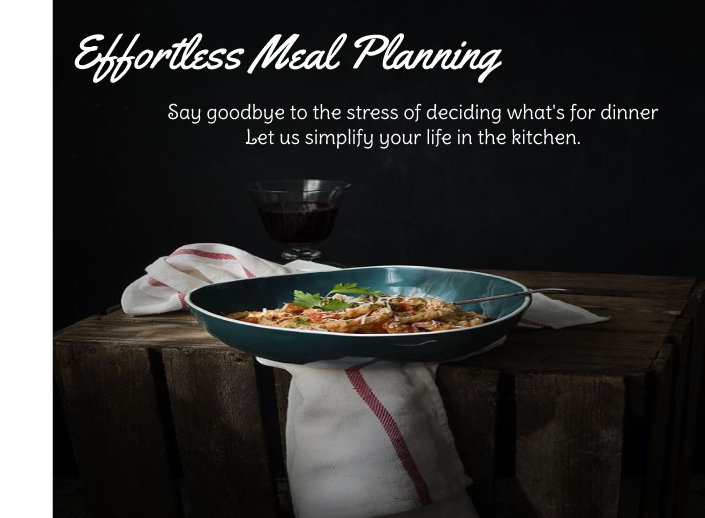 Effortless Meal Planning
Say goodbye to the stress of deciding what's for dinner
Let us simplify your life in the kitchen.